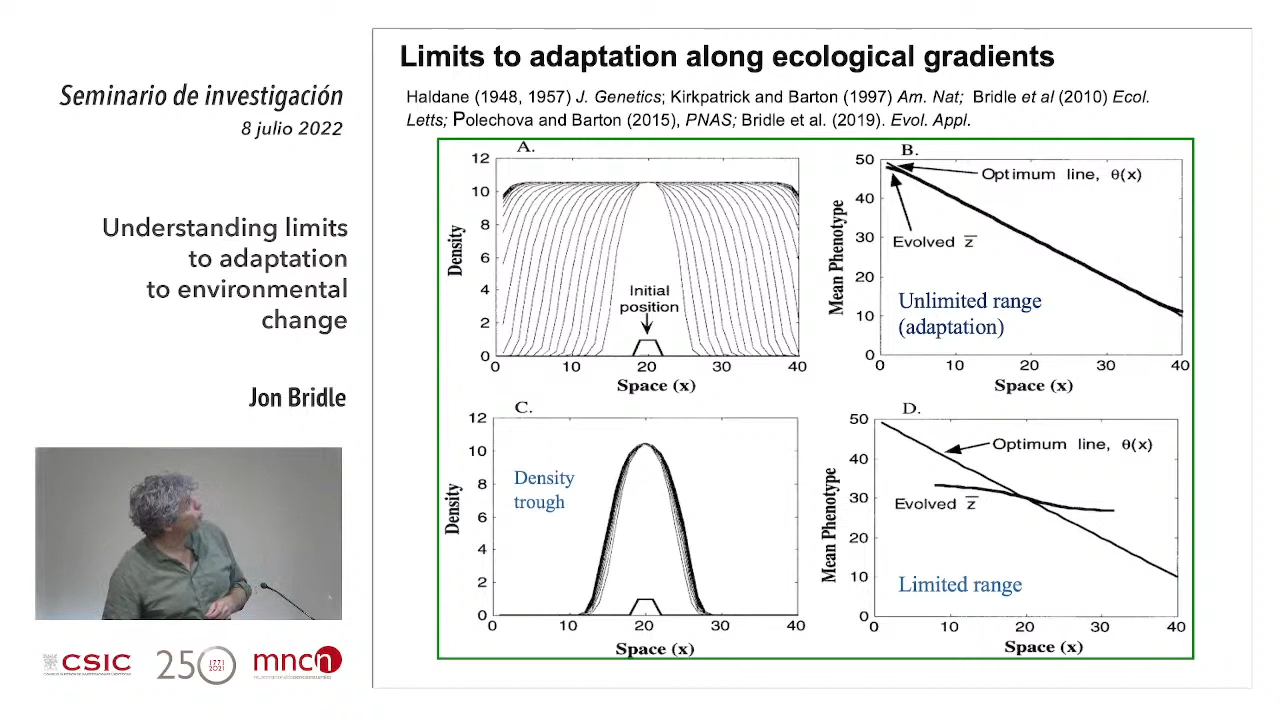 Seminario de investigación
8 julio 2022
Understanding limits
to adaptation
to environmental
change
Jon Bridle
CSIC
250
1771
2021
mncn
Limits to adaptation along ecological gradients
Haldane (1948, 1957) J. Genetics; Kirkpatrick and Barton (1997) Am. Nat; Bridle et al (2010) Ecol.
Letts; Polechova and Barton (2015), PNAS; Bridle et al. (2019). Evol. Appl.
A.
12
10
8
6
4
2
0
Density
Initial
position
0 10 20 30 40
Space (x)
B.
50
40
30
20
10
0
Mean Phenotype
Optimum line, θ(x)
Evolved z̅
Unlimited range
(adaptation)
0 10 20 30 40
Space (x)
C.
12
10
8
6
4
2
0
Density
Density
trough
0 10 20 30 40
Space (x)
D.
50
40
30
20
10
0
Mean Phenotype
Optimum line, θ(x)
Evolved z̅
Limited range
0 10 20 30 40
Space (x)